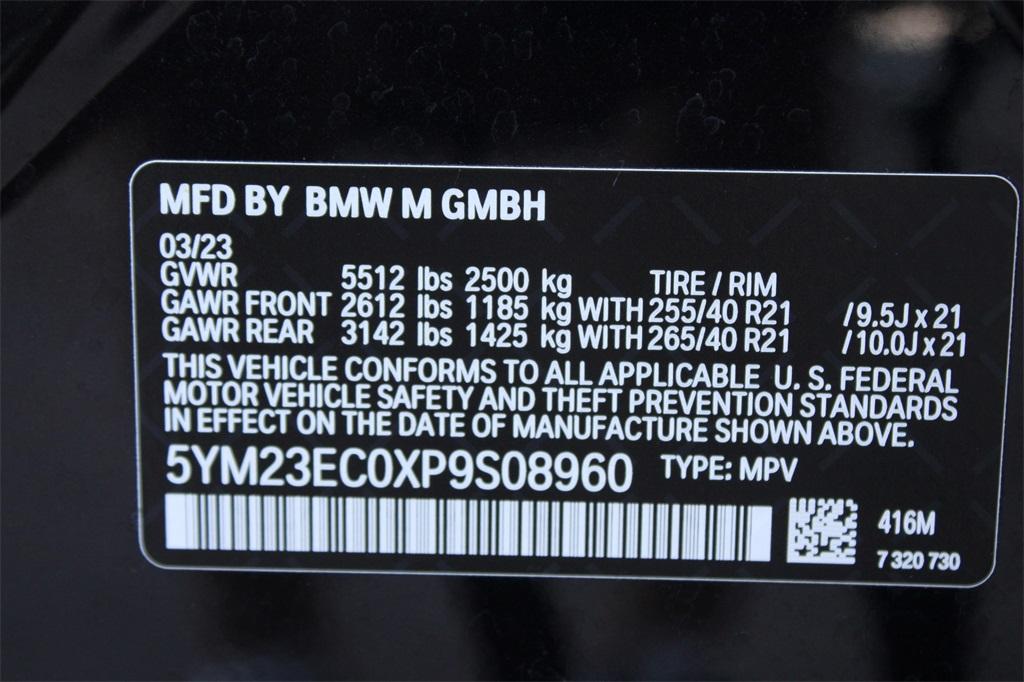 MFD BY BMW M GMBH
03/23
GVWR 5512 lbs 2500 kg TIRE / RIM
GAWR FRONT 2612 lbs 1185 kg WITH 255/40 R21 /9.5J x 21
GAWR REAR 3142 lbs 1425 kg WITH 265/40 R21 /10.0J x 21
THIS VEHICLE CONFORMS TO ALL APPLICABLE U. S. FEDERAL
MOTOR VEHICLE SAFETY AND THEFT PREVENTION STANDARDS
IN EFFECT ON THE DATE OF MANUFACTURE SHOWN ABOVE.
5YM23EC0XP9S08960 TYPE: MPV
416M
7 320 730